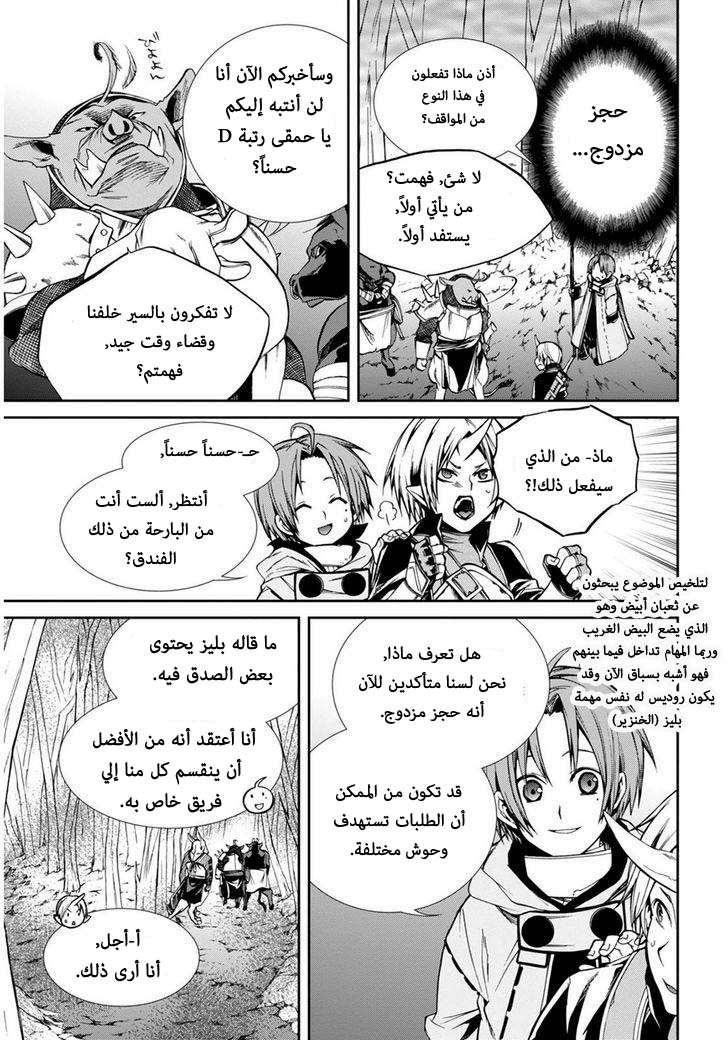 حجز
مزدوج...
أذن ماذا تفعلون
في هذا النوع
من المواقف؟
لا شئ, فهمت؟
من يأتي أولاً,
يستفد أولاً.
وسأخبركم الآن أنا
لن أنتبه إليكم
يا حمقى رتبة D
حسناً؟
لا تفكرون بالسير خلفنا
وقضاء وقت جيد,
فهمتم؟
ماذ- من الذي
سيفعل ذلك!?
حـ-حسناً حسناً,
أنتظر, ألست أنت
من البارحة من ذلك
الفندق؟
لتلخيص الموضوع يبحثون
عن ثعبان أبيض وهو
الذي يضع البيض الغريب
وربما المهام تداخل فيما بينهم
فهو أشبه بسباق الآن وقد
يكون روديس له نفس مهمة
بليز (الخنزير)
هل تعرف ماذا,
نحن لسنا متأكدين للآن
أنه حجز مزدوج.
قد تكون من الممكن
أن الطلبات تستهدف
وحوش مختلفة.
ما قاله بليز يحتوى
بعض الصدق فيه.
أنا أعتقد أنه من الأفضل
أن ينقسم كل منا إلي
فريق خاص به.
أ-أجل,
أنا أرى ذلك.